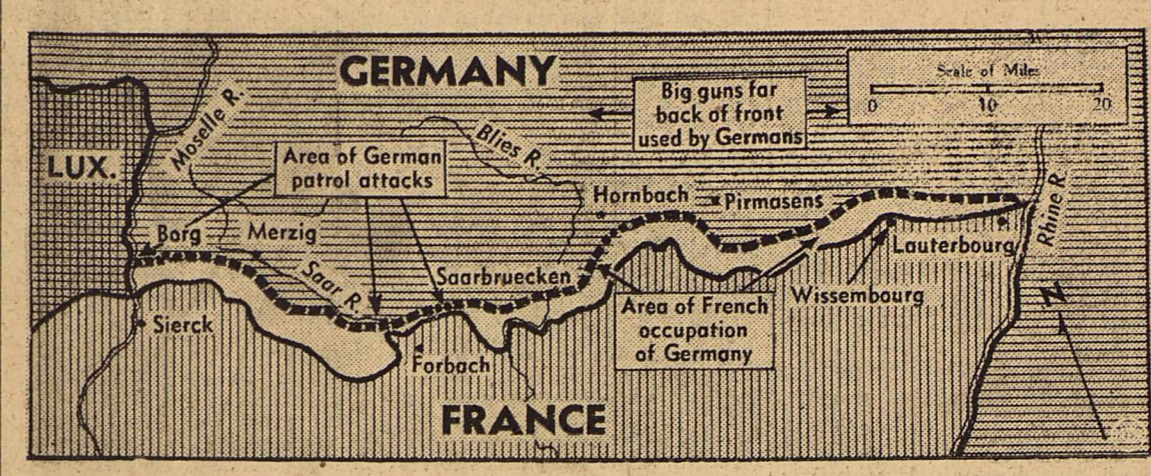 GERMANY
Scale of Miles
0 10 20
Big guns far
back of front
used by Germans
Moselle R.
Blies R.
LUX.
Area of German
patrol attacks
Hornbach
Pirmasens
Rhine R.
Borg
Merzig
Lauterbourg
Saar R.
Saarbruecken
Wissembourg
Area of French
occupation
of Germany
N
Sierck
Forbach
FRANCE